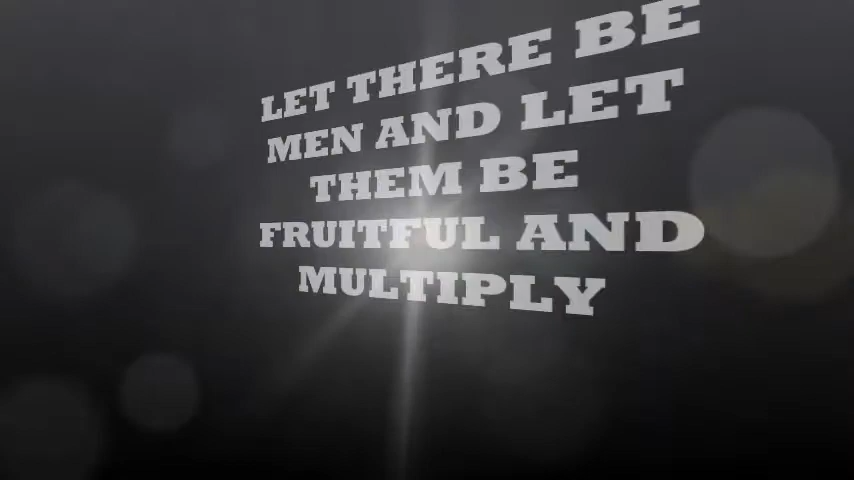 LET THERE BE
MEN AND LET
THEM BE
FRUITFUL AND
MULTIPLY